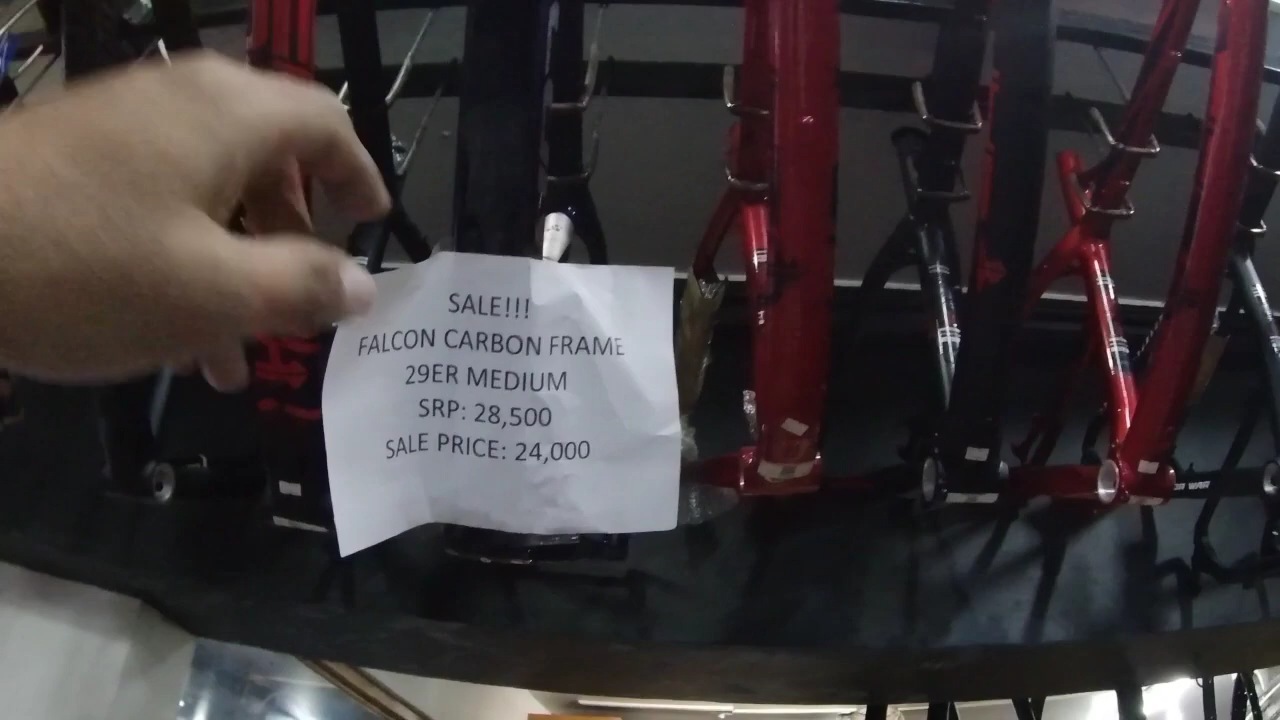 SALE!!!
FALCON CARBON FRAME
29ER MEDIUM
SRP: 28,500
SALE PRICE: 24,000